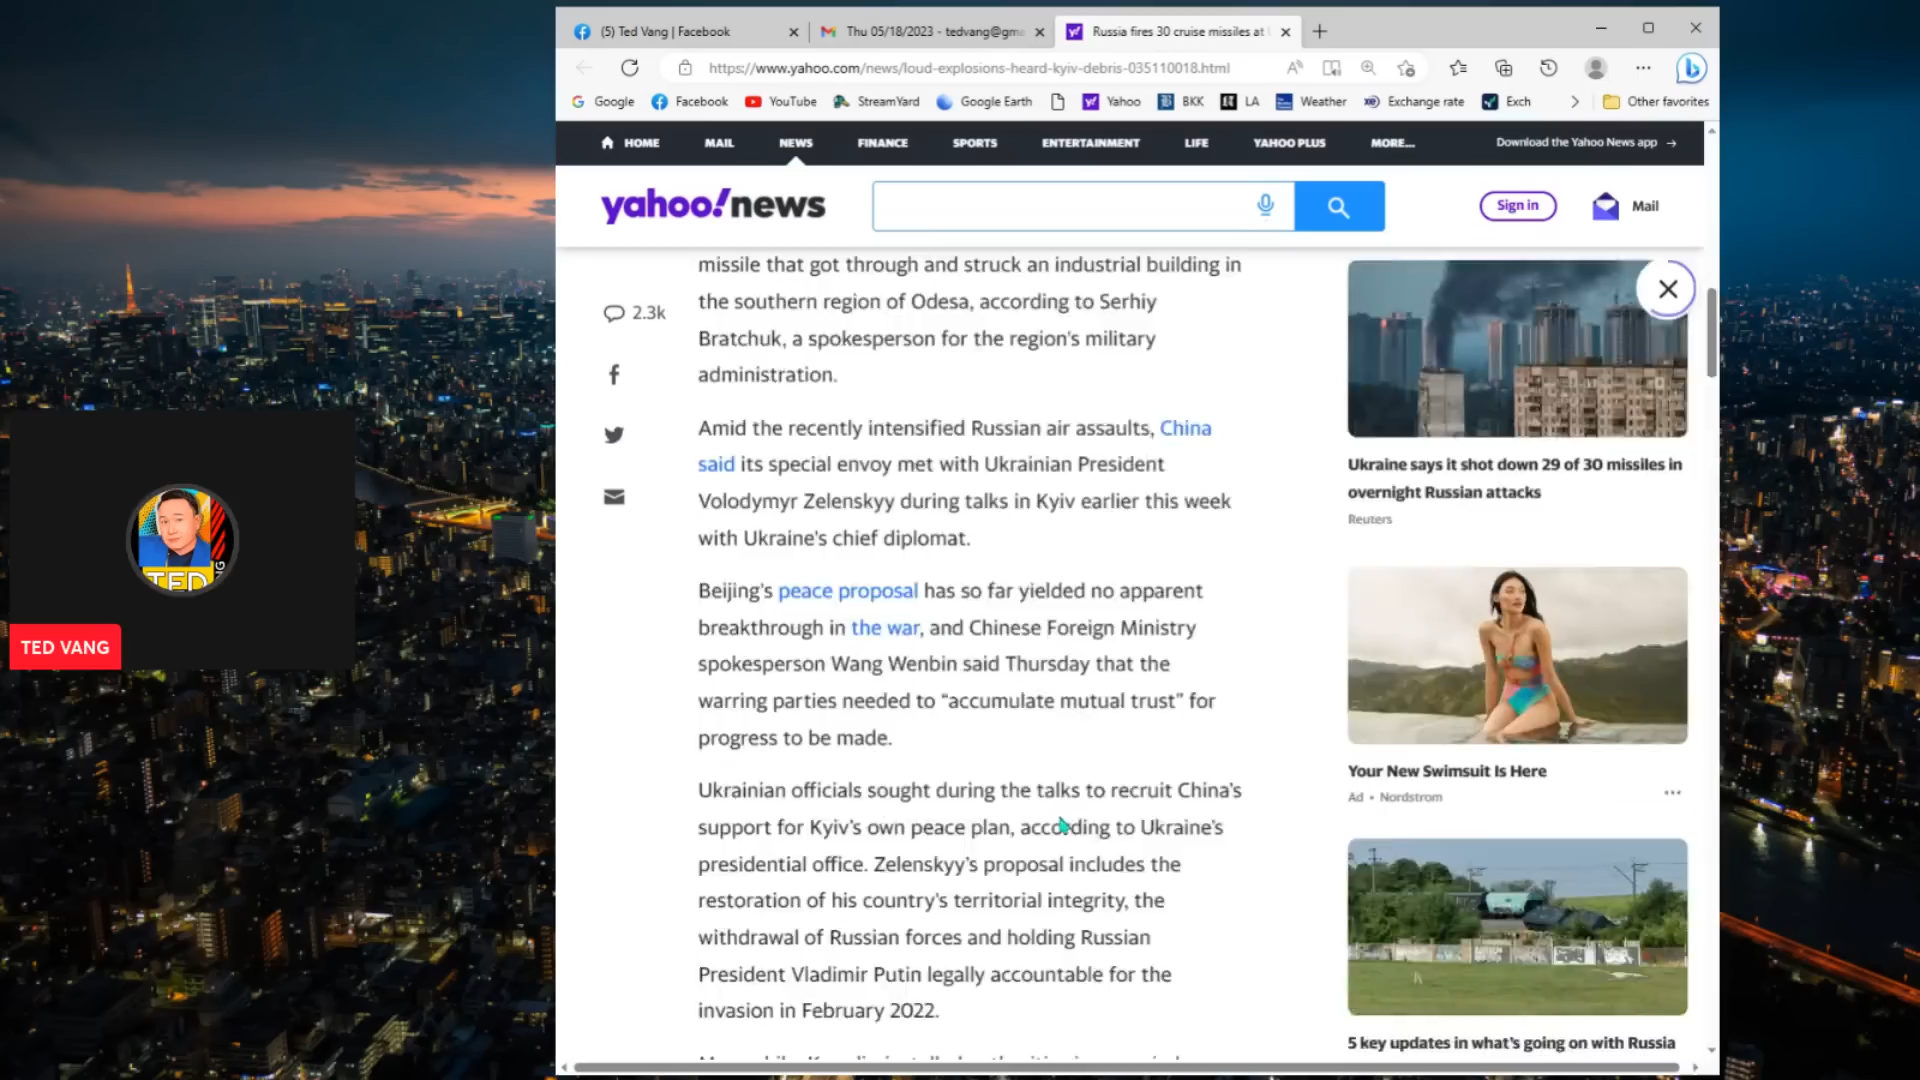 (5) Ted Vang | Facebook
Thu 05/18/2023 - tedvang@gma
Russia fires 30 cruise missiles at
https://www.yahoo.com/news/loud-explosions-heard-kyiv-debris-035110018.html
Google Facebook YouTube StreamYard Google Earth Yahoo BKK LA Weather Exchange rate Exch Other favorites
HOME MAIL NEWS FINANCE SPORTS ENTERTAINMENT LIFE YAHOO PLUS MORE... Download the Yahoo News app →
yahoo!news
Sign in
Mail
2.3k
missile that got through and struck an industrial building in
the southern region of Odesa, according to Serhiy
Bratchuk, a spokesperson for the region's military
administration.
Amid the recently intensified Russian air assaults, China
said its special envoy met with Ukrainian President
Volodymyr Zelenskyy during talks in Kyiv earlier this week
with Ukraine's chief diplomat.
Beijing's peace proposal has so far yielded no apparent
breakthrough in the war, and Chinese Foreign Ministry
spokesperson Wang Wenbin said Thursday that the
warring parties needed to “accumulate mutual trust” for
progress to be made.
Ukrainian officials sought during the talks to recruit China's
support for Kyiv's own peace plan, according to Ukraine's
presidential office. Zelenskyy's proposal includes the
restoration of his country's territorial integrity, the
withdrawal of Russian forces and holding Russian
President Vladimir Putin legally accountable for the
invasion in February 2022.
Ukraine says it shot down 29 of 30 missiles in
overnight Russian attacks
Reuters
Your New Swimsuit Is Here
Ad • Nordstrom
5 key updates in what's going on with Russia
TED
TED VANG